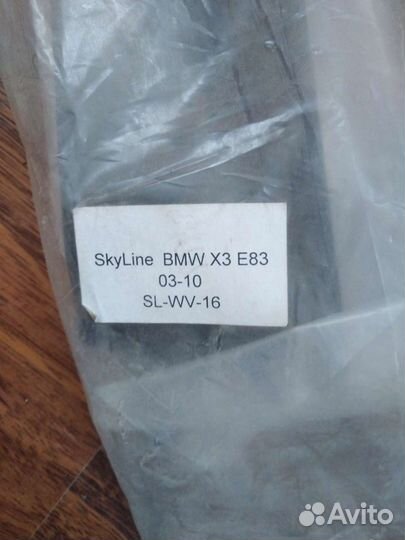 SkyLine BMW X3 E83
03-10
SL-WV-16
Avito